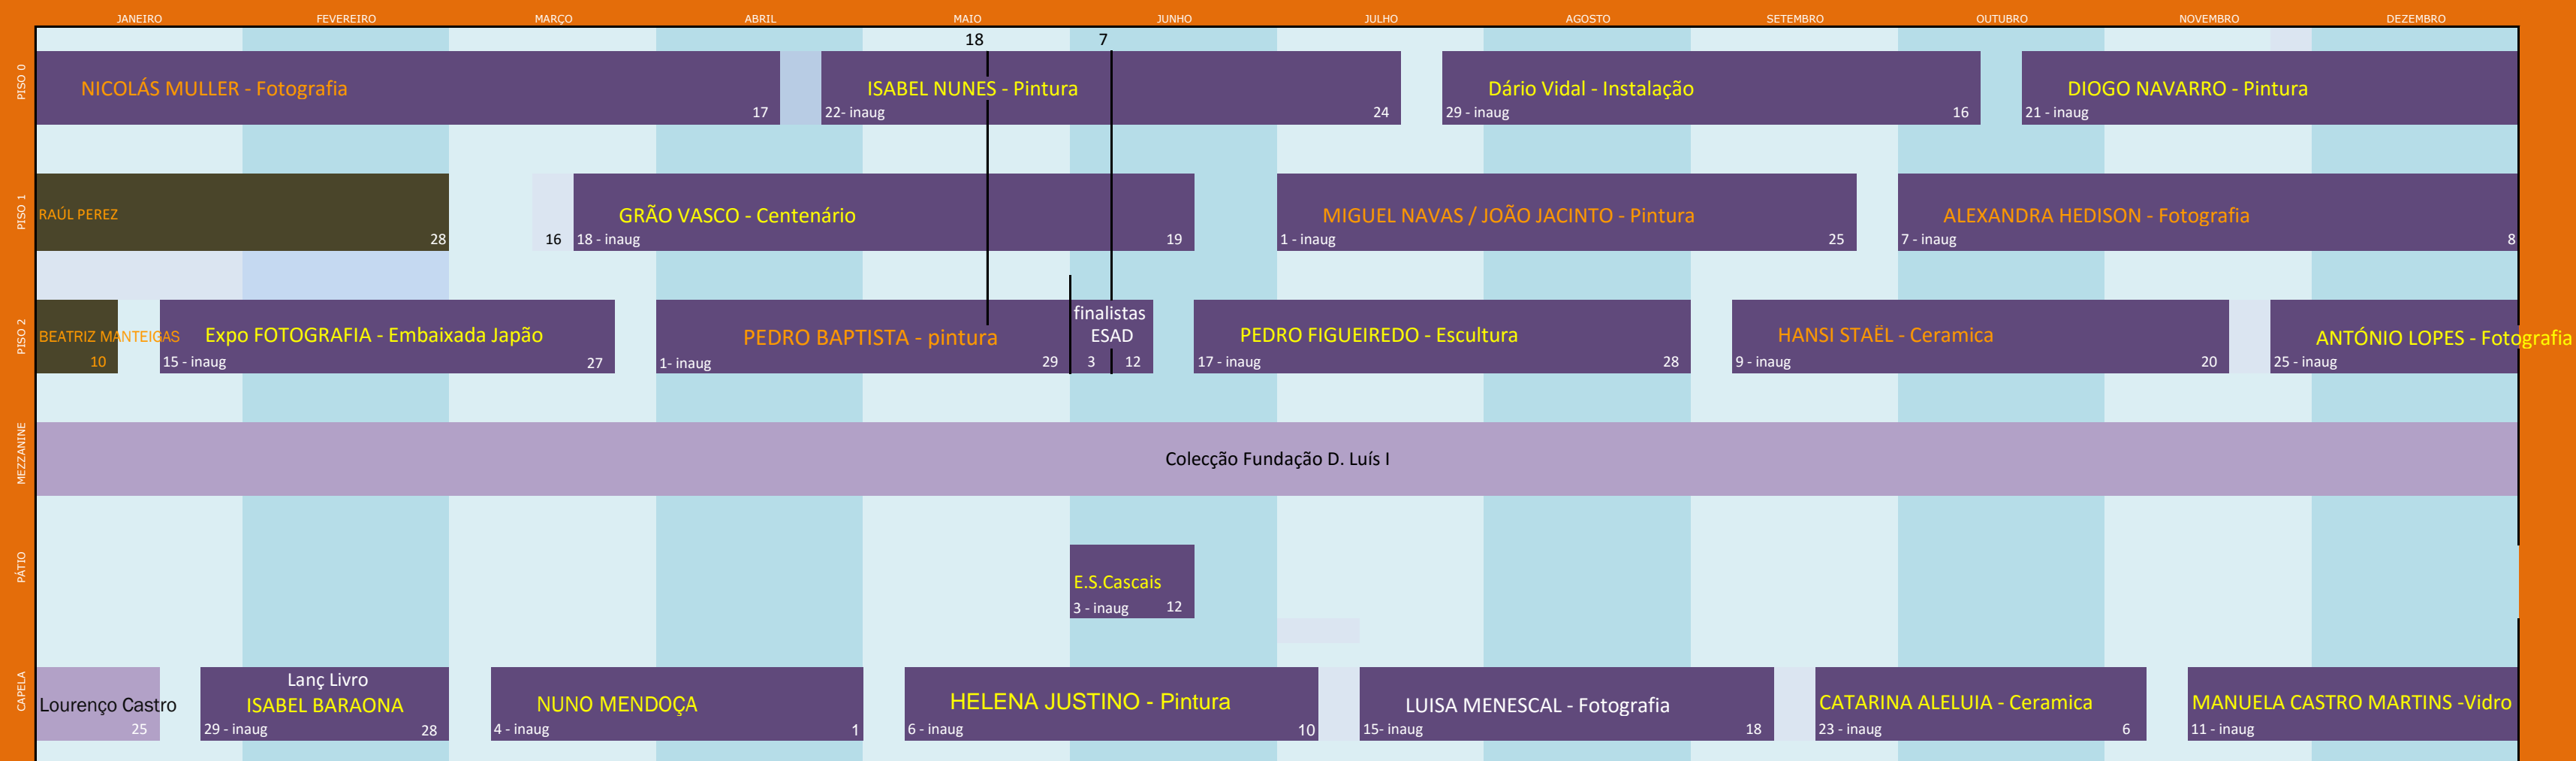 JANEIRO FEVEREIRO MARÇO ABRIL MAIO JUNHO JULHO AGOSTO SETEMBRO OUTUBRO NOVEMBRO DEZEMBRO
18 7
PISO 0
NICOLÁS MULLER - Fotografia ISABEL NUNES - Pintura Dário Vidal - Instalação DIOGO NAVARRO - Pintura
17 22- inaug 24 29 - inaug 16 21 - inaug
PISO 1
RAÚL PEREZ GRÃO VASCO - Centenário MIGUEL NAVAS / JOÃO JACINTO - Pintura ALEXANDRA HEDISON - Fotografia
28 16 18 - inaug 19 1 - inaug 25 7 - inaug 8
PISO 2
finalistas
BEATRIZ MANTEIGAS Expo FOTOGRAFIA - Embaixada Japão PEDRO BAPTISTA - pintura ESAD PEDRO FIGUEIREDO - Escultura HANSI STAËL - Ceramica ANTÓNIO LOPES - Fotografia
10 15 - inaug 27 1- inaug 29 3 12 17 - inaug 28 9 - inaug 20 25 - inaug
MEZZANINE
Colecção Fundação D. Luís I
PÁTIO
E.S.Cascais
3 - inaug 12
CAPELA
Lanç Livro
Lourenço Castro ISABEL BARAONA NUNO MENDOÇA HELENA JUSTINO - Pintura LUISA MENESCAL - Fotografia CATARINA ALELUIA - Ceramica MANUELA CASTRO MARTINS -Vidro
25 29 - inaug 28 4 - inaug 1 6 - inaug 10 15- inaug 18 23 - inaug 6 11 - inaug